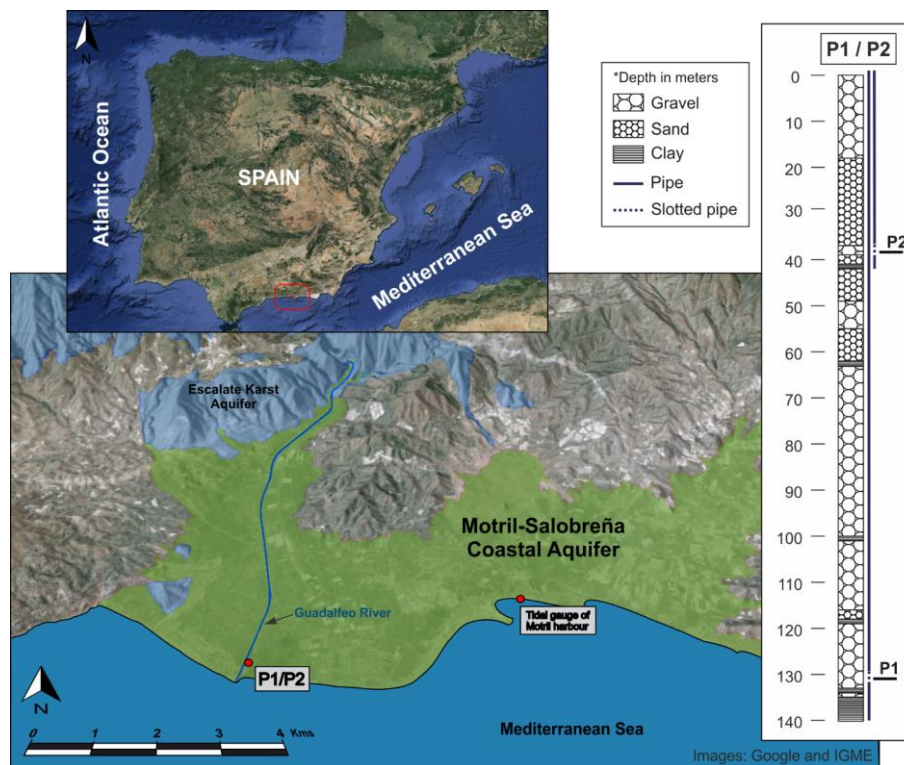 N
Atlantic Ocean
SPAIN
Mediterranean Sea
*Depth in meters
Gravel
Sand
Clay
Pipe
Slotted pipe
P1 / P2
0
10
20
30
P2
40
50
60
70
80
90
100
110
120
P1
130
140
Escalate Karst
Aquifer
Motril-Salobreña
Coastal Aquifer
Guadalfeo River
Tidal gauge of
Motril harbour
P1/P2
N
0 1 2 3 4 Kms
Mediterranean Sea
Images: Google and IGME